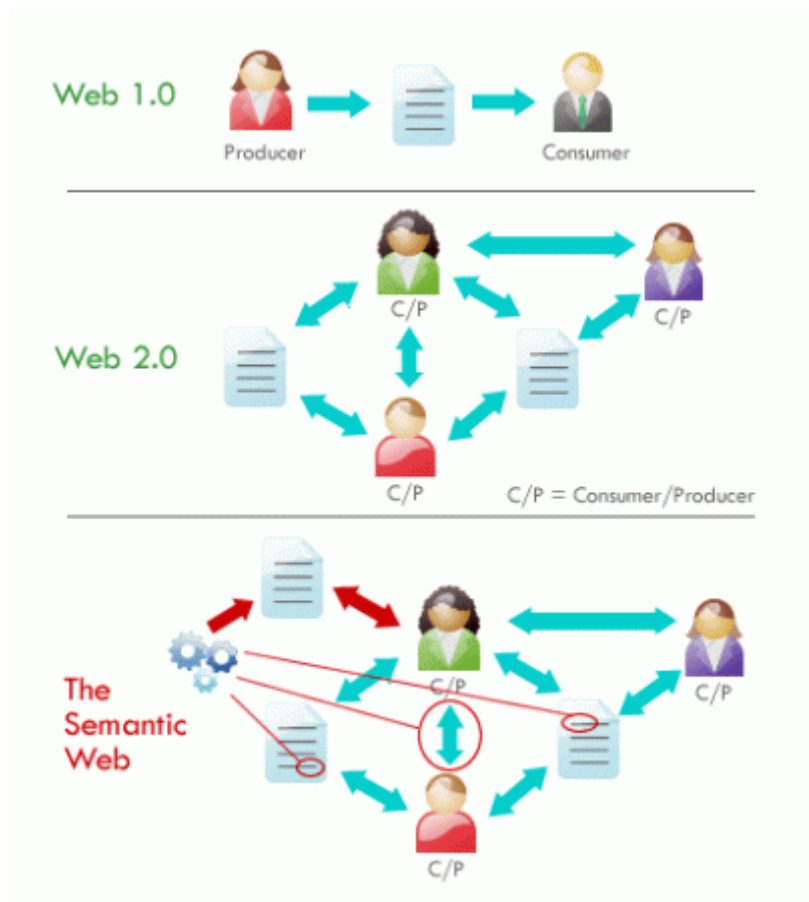 Web 1.0
Producer
Consumer
C/P
C/P
Web 2.0
C/P
C/P = Consumer/Producer
C/P
C/P
The
Semantic
Web
C/P